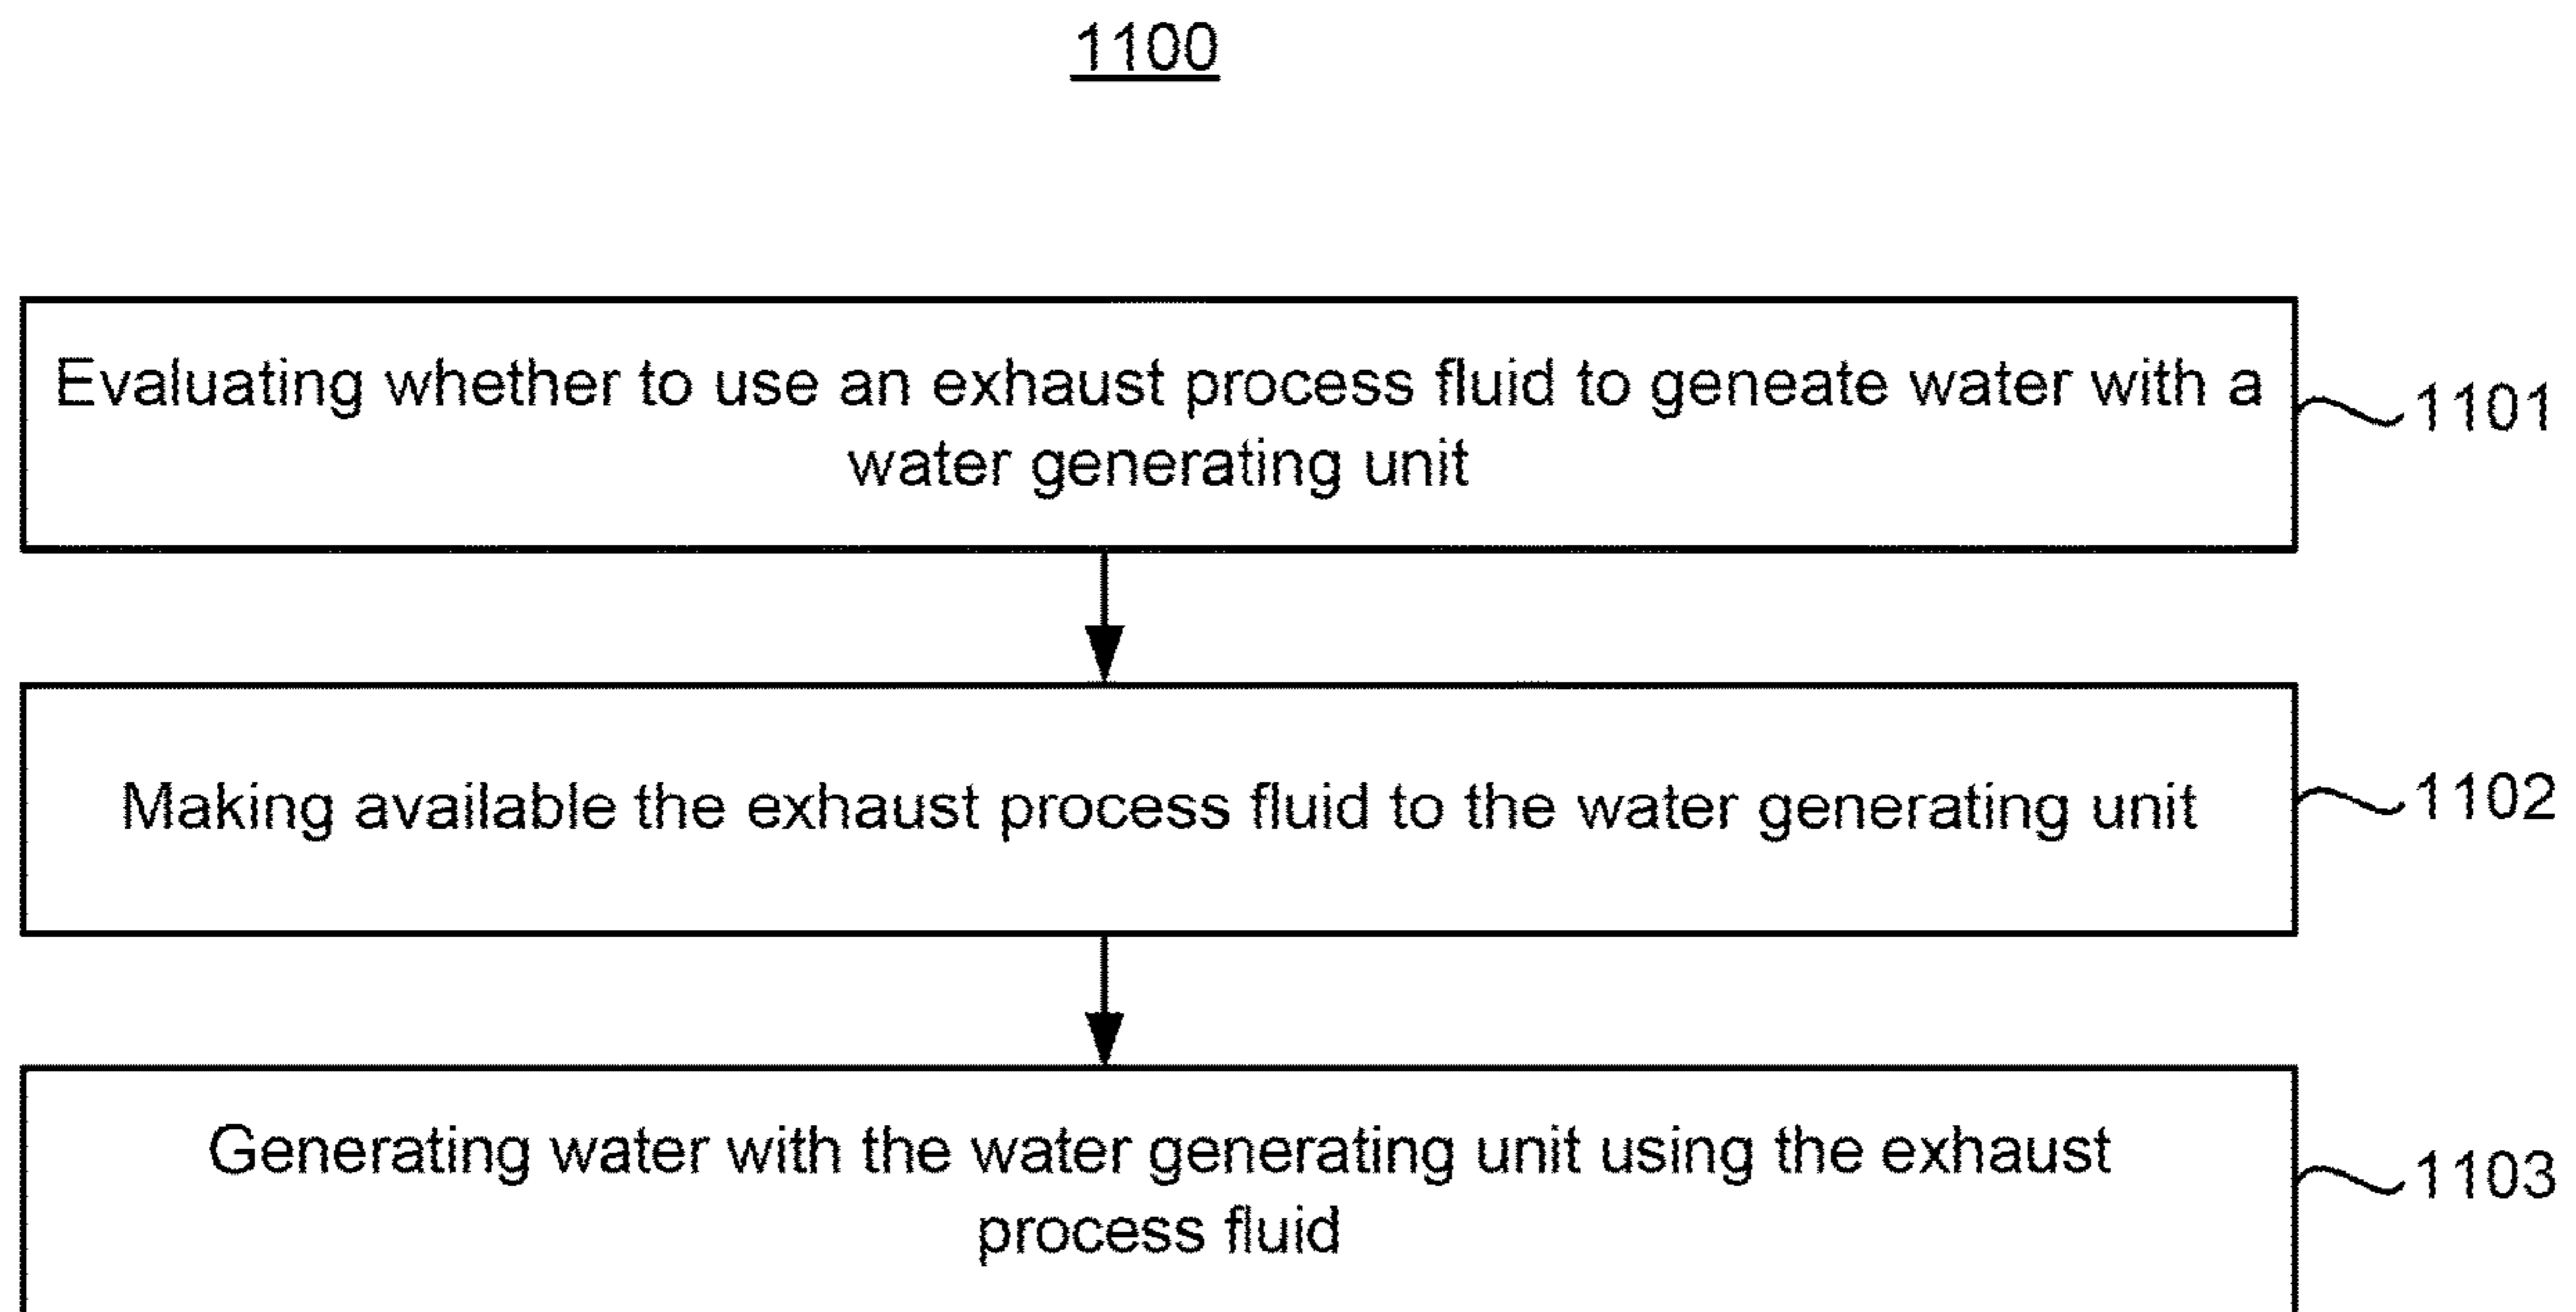 1100
Evaluating whether to use an exhaust process fluid to geneate water with a
water generating unit
1101
Making available the exhaust process fluid to the water generating unit
1102
Generating water with the water generating unit using the exhaust
process fluid
1103